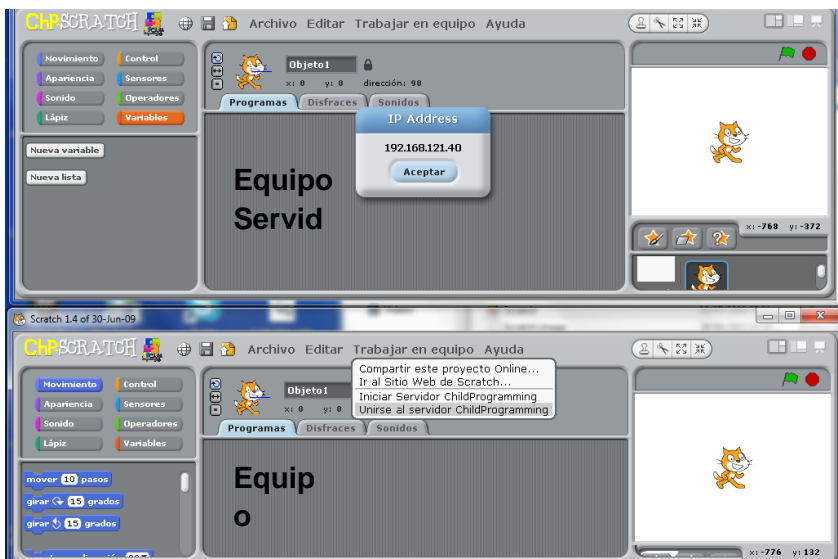 ChPSCRATCH Archivo Editar Trabajar en equipo Ayuda
Movimiento Control
Apariencia Sensores
Sonido Operadores
Lápiz Variables
Nueva variable
Nueva lista
Objeto1
x: 0 y: 0 dirección: 90
Programas Disfraces Sonidos
IP Address
192.168.121.40
Aceptar
Equipo
Servid
x: -768 y: -372
Scratch 1.4 of 30-Jun-09
ChPSCRATCH Archivo Editar Trabajar en equipo Ayuda
Compartir este proyecto Online...
Ir al Sitio Web de Scratch...
Iniciar Servidor ChildProgramming
Unirse al servidor ChildProgramming
Movimiento Control
Apariencia Sensores
Sonido Operadores
Lápiz Variables
mover 10 pasos
girar 15 grados
girar 15 grados
Objeto1
x: 0 y: 0
Programas Disfraces Sonidos
Equip
o
x: -776 y: 132